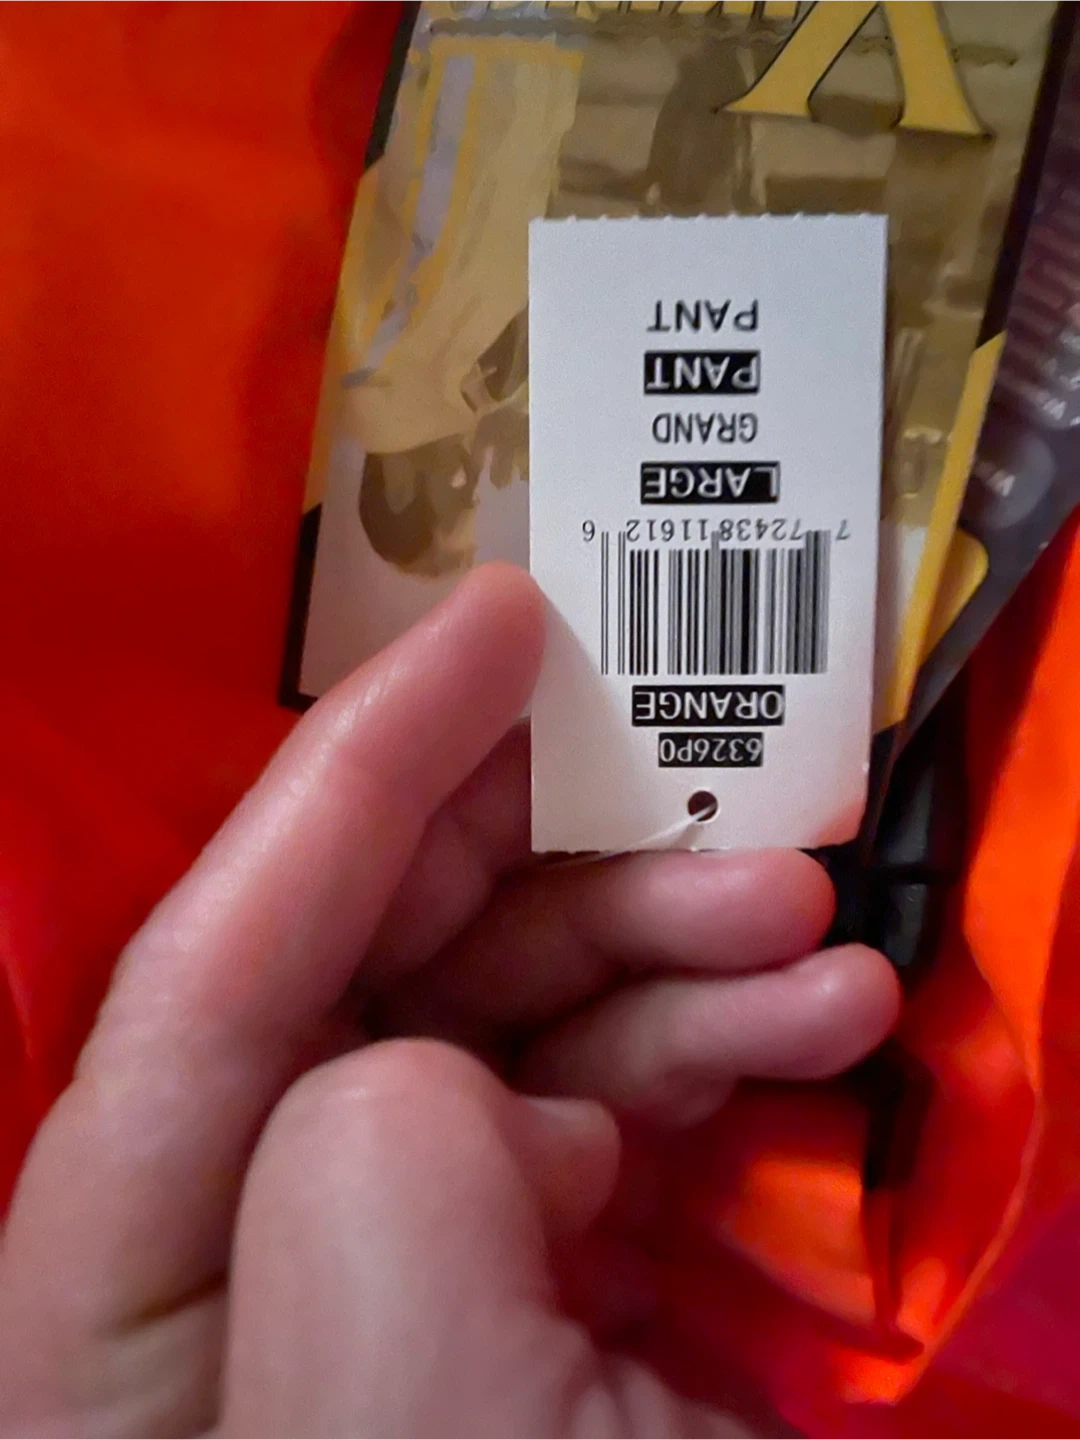 6326P0
ORANGE
7 72438 11612 6
LARGE
GRAND
PANT
PANT